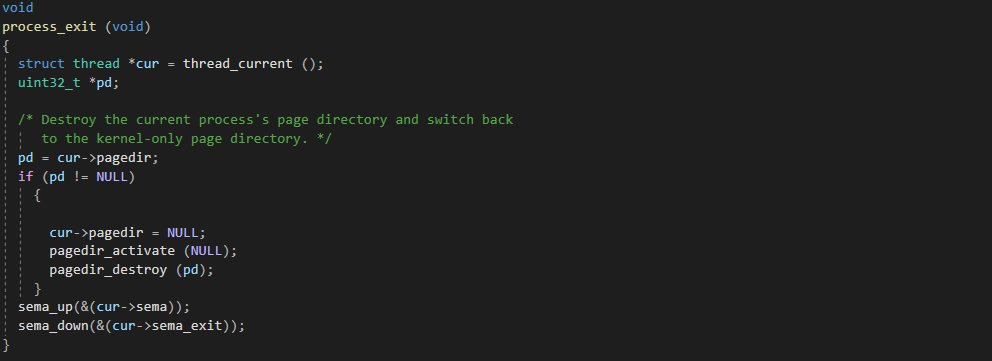 void
process_exit (void)
{
struct thread *cur = thread_current ();
uint32_t *pd;
/* Destroy the current process's page directory and switch back
to the kernel-only page directory. */
pd = cur->pagedir;
if (pd != NULL)
{
cur->pagedir = NULL;
pagedir_activate (NULL);
pagedir_destroy (pd);
}
sema_up(&(cur->sema));
sema_down(&(cur->sema_exit));
}